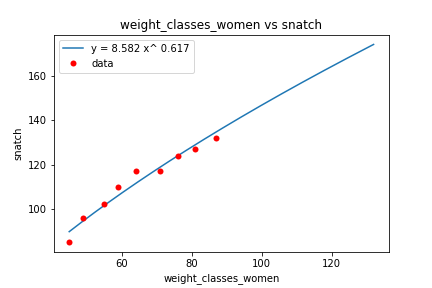 weight_classes_women vs snatch
y = 8.582 x^ 0.617
data
160
140
120
100
snatch
60
80
100
120
weight_classes_women